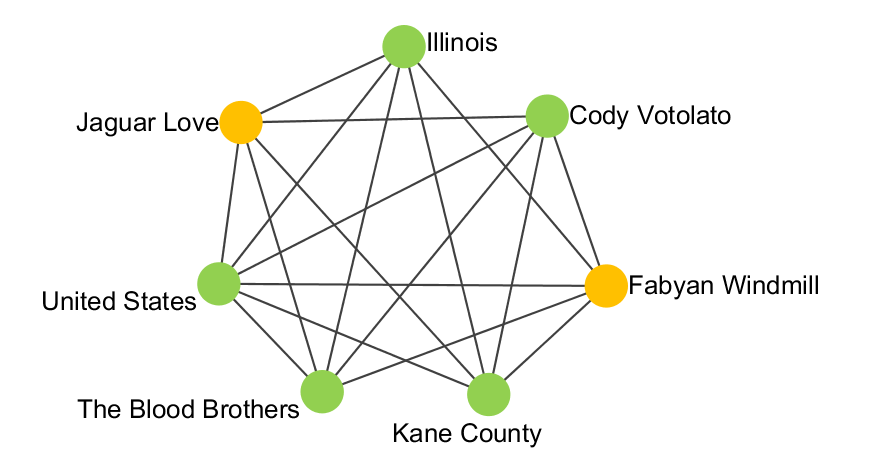 Illinois
Cody Votolato
Jaguar Love
Fabyan Windmill
United States
The Blood Brothers
Kane County